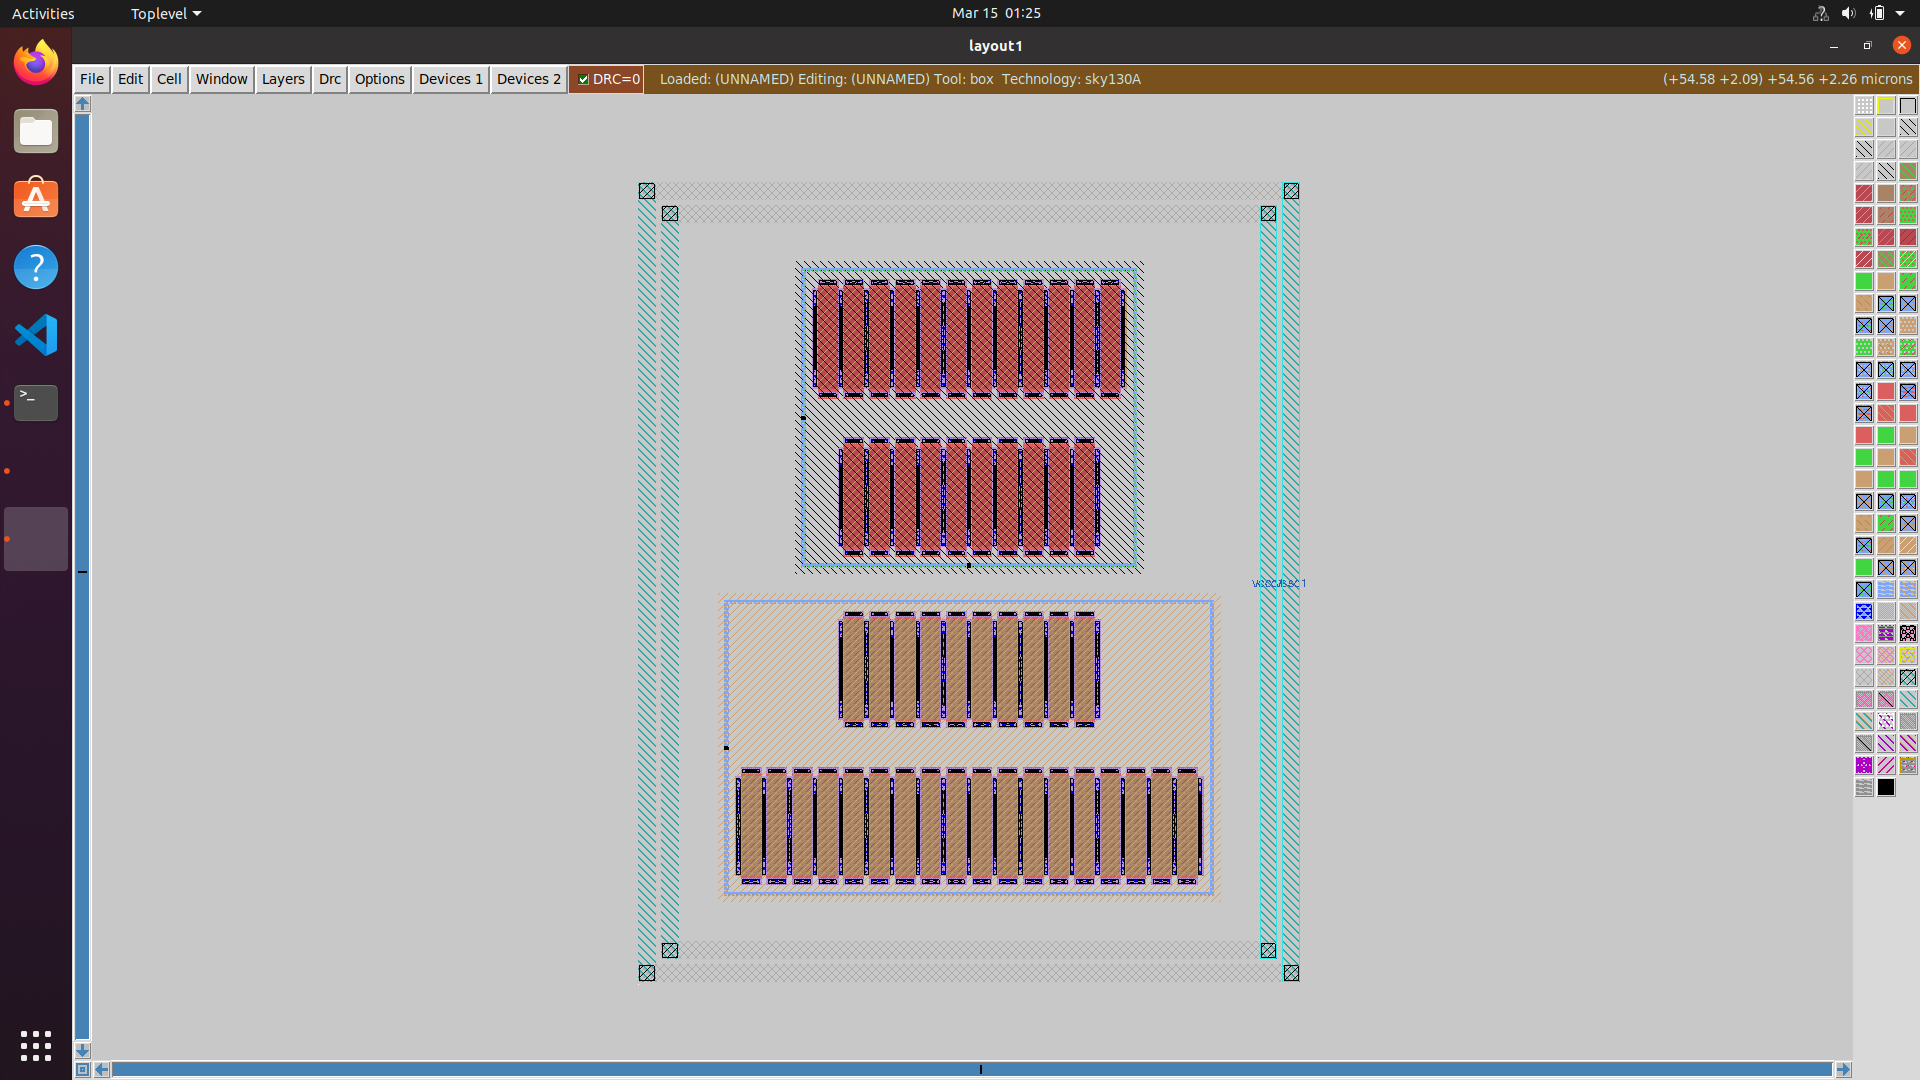 Activities
Toplevel
Mar 15 01:25
layout1
File
Edit
Cell
Window
Layers
Drc
Options
Devices 1
Devices 2
DRC=0
Loaded: (UNNAMED) Editing: (UNNAMED) Tool: box Technology: sky130A
(+54.58 +2.09) +54.56 +2.26 microns